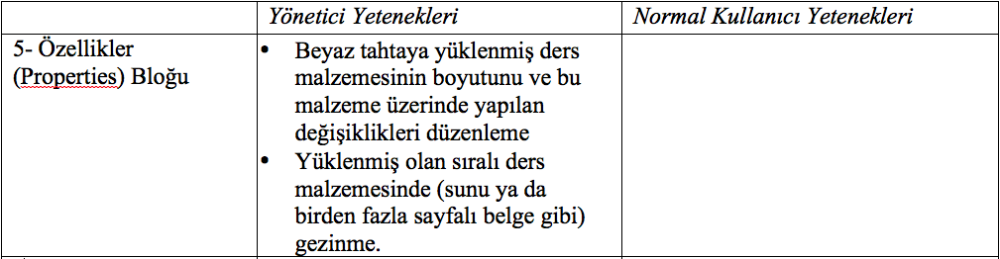 Yönetici Yetenekleri
Normal Kullanıcı Yetenekleri
5- Özellikler
(Properties) Bloğu
• Beyaz tahtaya yüklenmiş ders
malzemesinin boyutunu ve bu
malzeme üzerinde yapılan
değişiklikleri düzenleme
• Yüklenmiş olan sıralı ders
malzemesinde (sunu ya da
birden fazla sayfalı belge gibi)
gezinme.